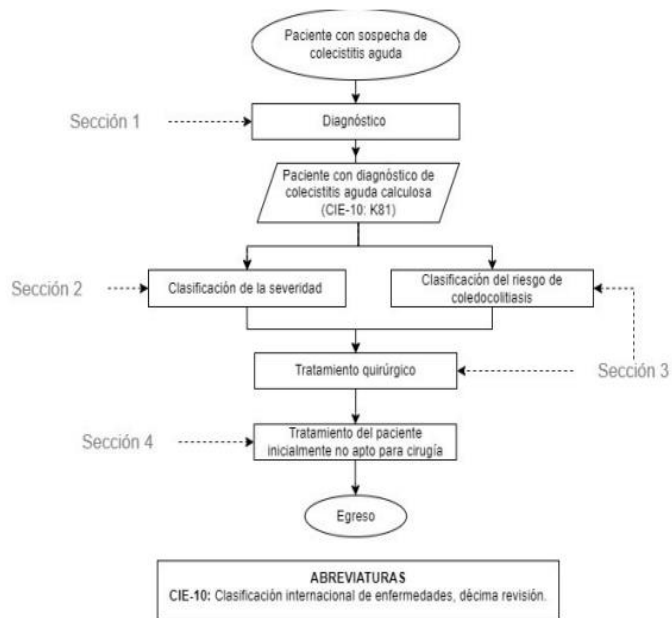 Paciente con sospecha de
colecistitis aguda
Sección 1
Diagnóstico
Paciente con diagnóstico de
colecistitis aguda calculosa
(CIE-10: K81)
Sección 2
Clasificación de la severidad
Clasificación del riesgo de
coledocolitiasis
Tratamiento quirúrgico
Sección 3
Sección 4
Tratamiento del paciente
inicialmente no apto para cirugía
Egreso
ABREVIATURAS
CIE-10: Clasificación internacional de enfermedades, décima revisión.